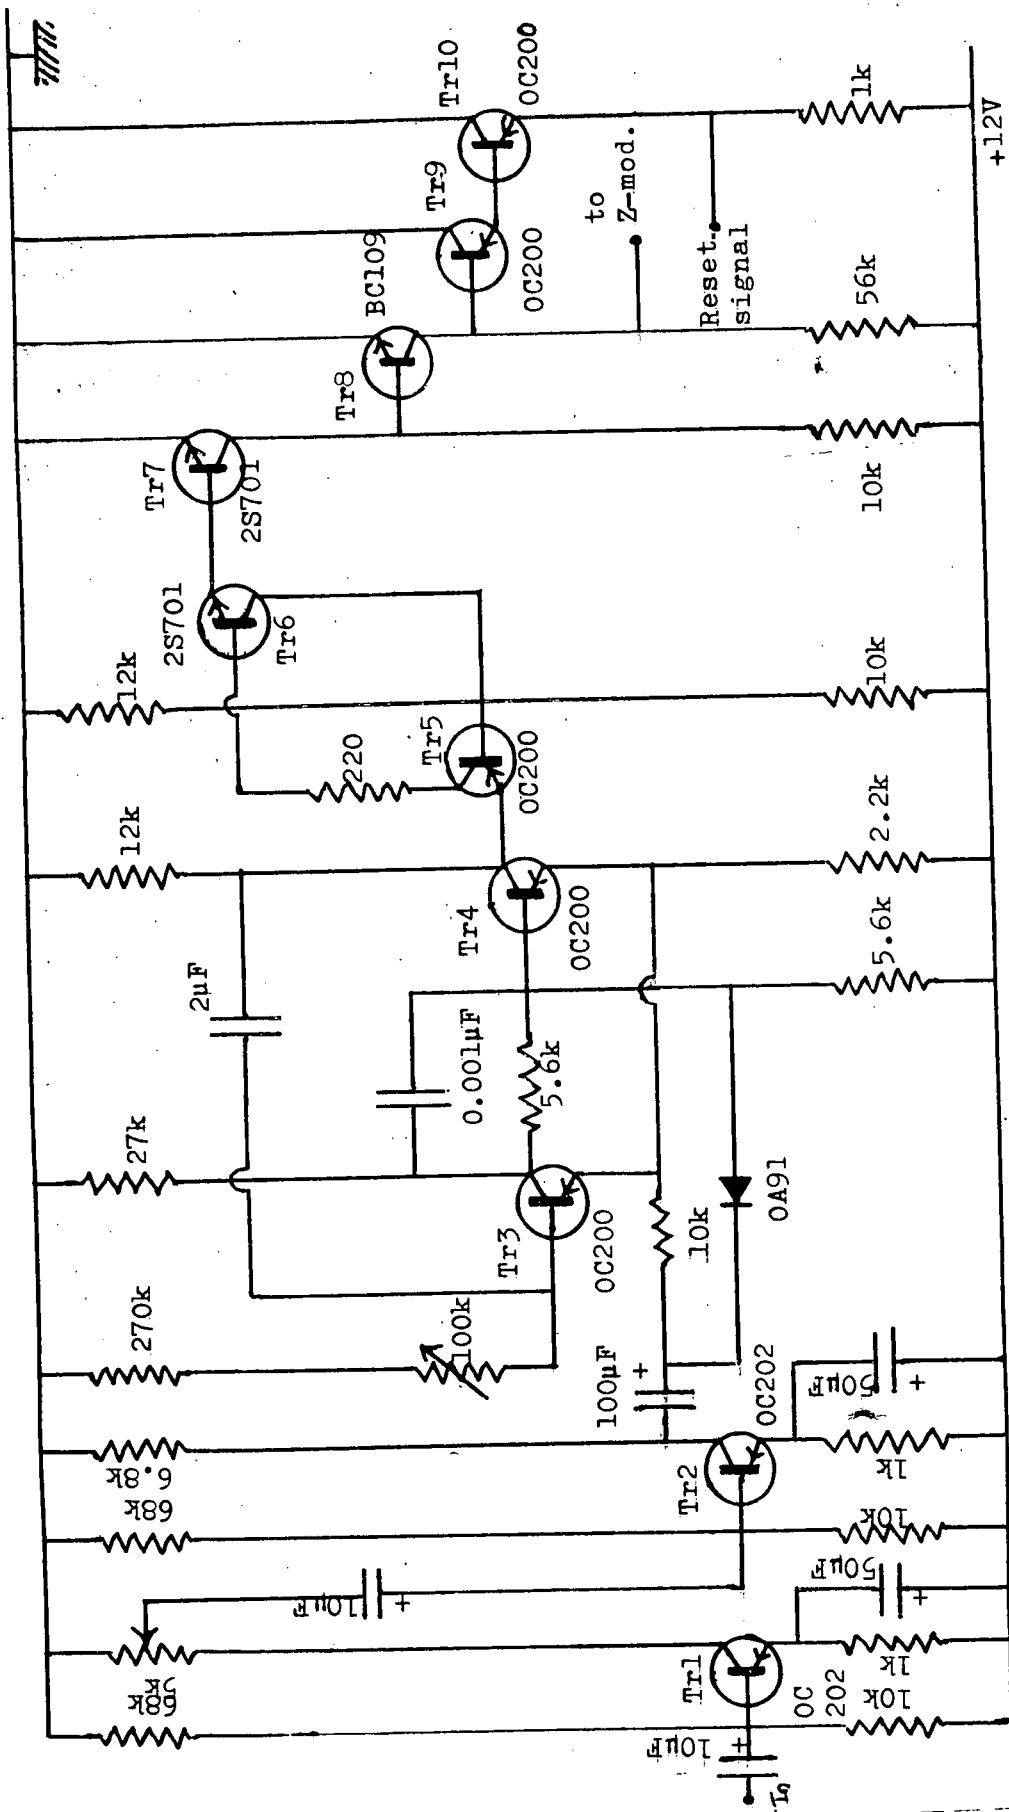 Tr10
OC200
1k
+12V
Tr9
OC200
to
Z-mod.
Reset
signal
BC109
Tr8
56k
Tr7
2S701
10k
2S701
Tr6
12k
10k
Tr5
OC200
220
12k
2.2k
Tr4
OC200
5.6k
2μF
0.001μF
5.6k
27k
Tr3
OC200
10k
OA91
270k
100k
100μF
+
OC202
50μF
+
6.8k
Tr2
1k
68k
10k
10μF
+
50μF
+
5k
Tr1
OC
202
1k
68k
10k
10μF
+